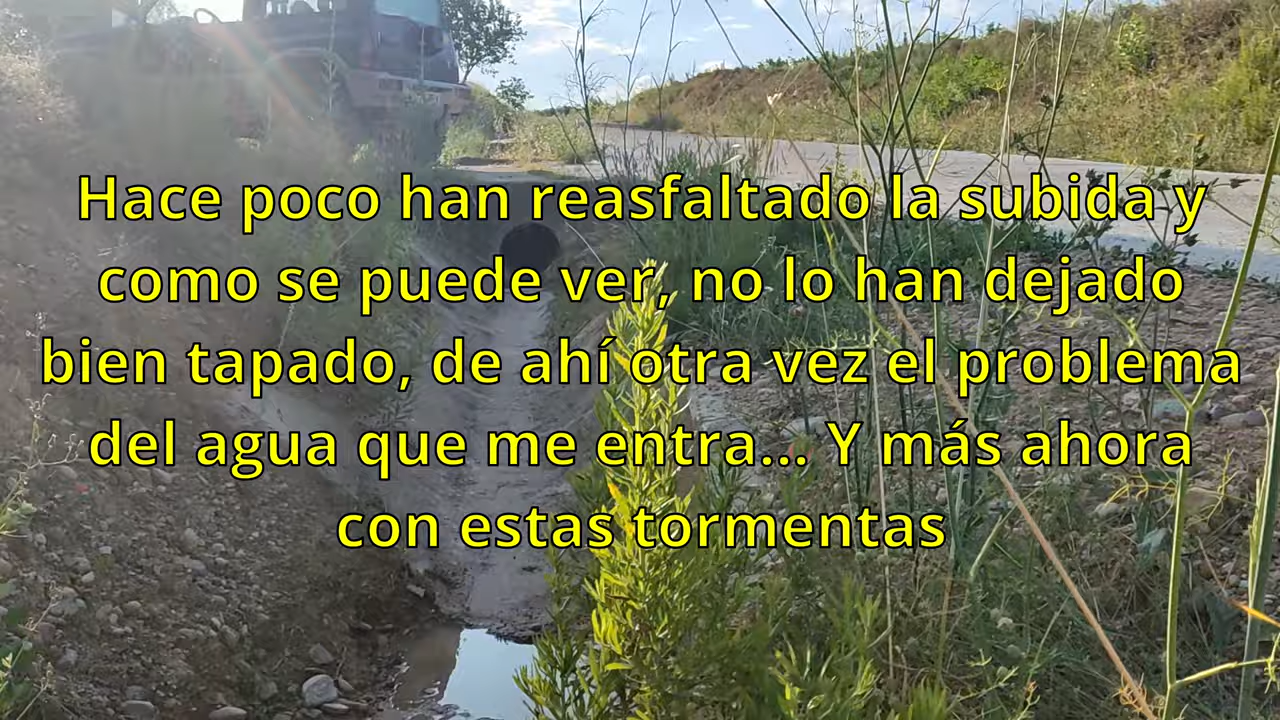 Hace poco han reasfaltado la subida y
como se puede ver, no lo han dejado
bien tapado, de ahí otra vez el problema
del agua que me entra... Y más ahora
con estas tormentas